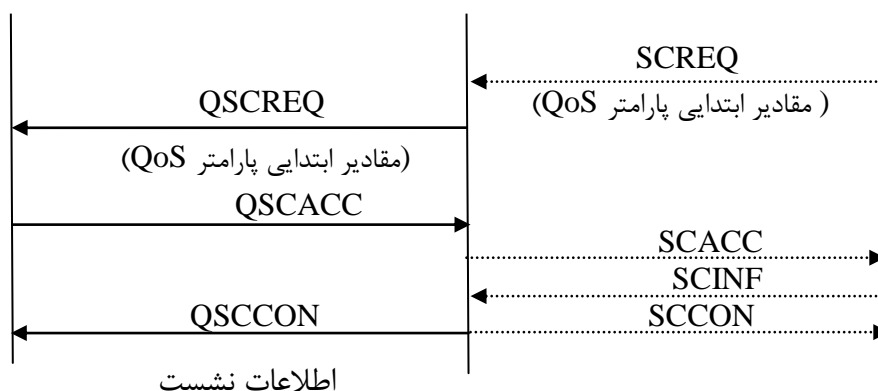 SCREQ
( مقادیر ابتدایی پارامتر QoS)
QSCREQ
(مقادیر ابتدایی پارامتر QoS)
QSCACC
SCACC
SCINF
QSCCON
SCCON
اطلاعات نشست